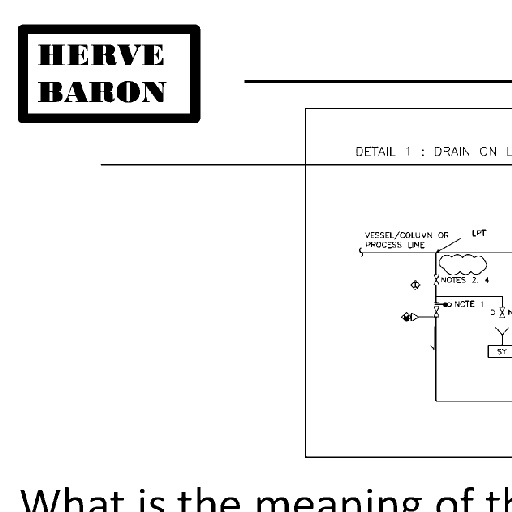 HERVE
BARON
DETAIL 1 : DRAIN ON L
VESSEL/COLUVN OR
PROCESS LINE
LPT
NOTES 2, 4
NOTE 1
SY
What is the meaning of th